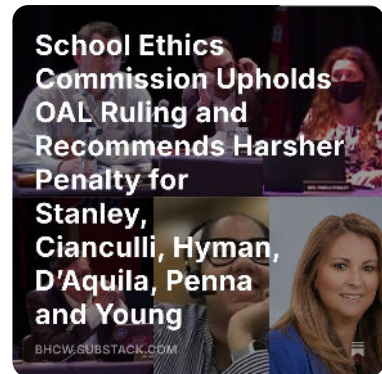 School Ethics
Commission Upholds
OAL Ruling and
Recommends Harsher
Penalty for
Stanley,
Cianculli, Hyman,
D’Aquila, Penna
and Young
BHCW.SUBSTACK.COM